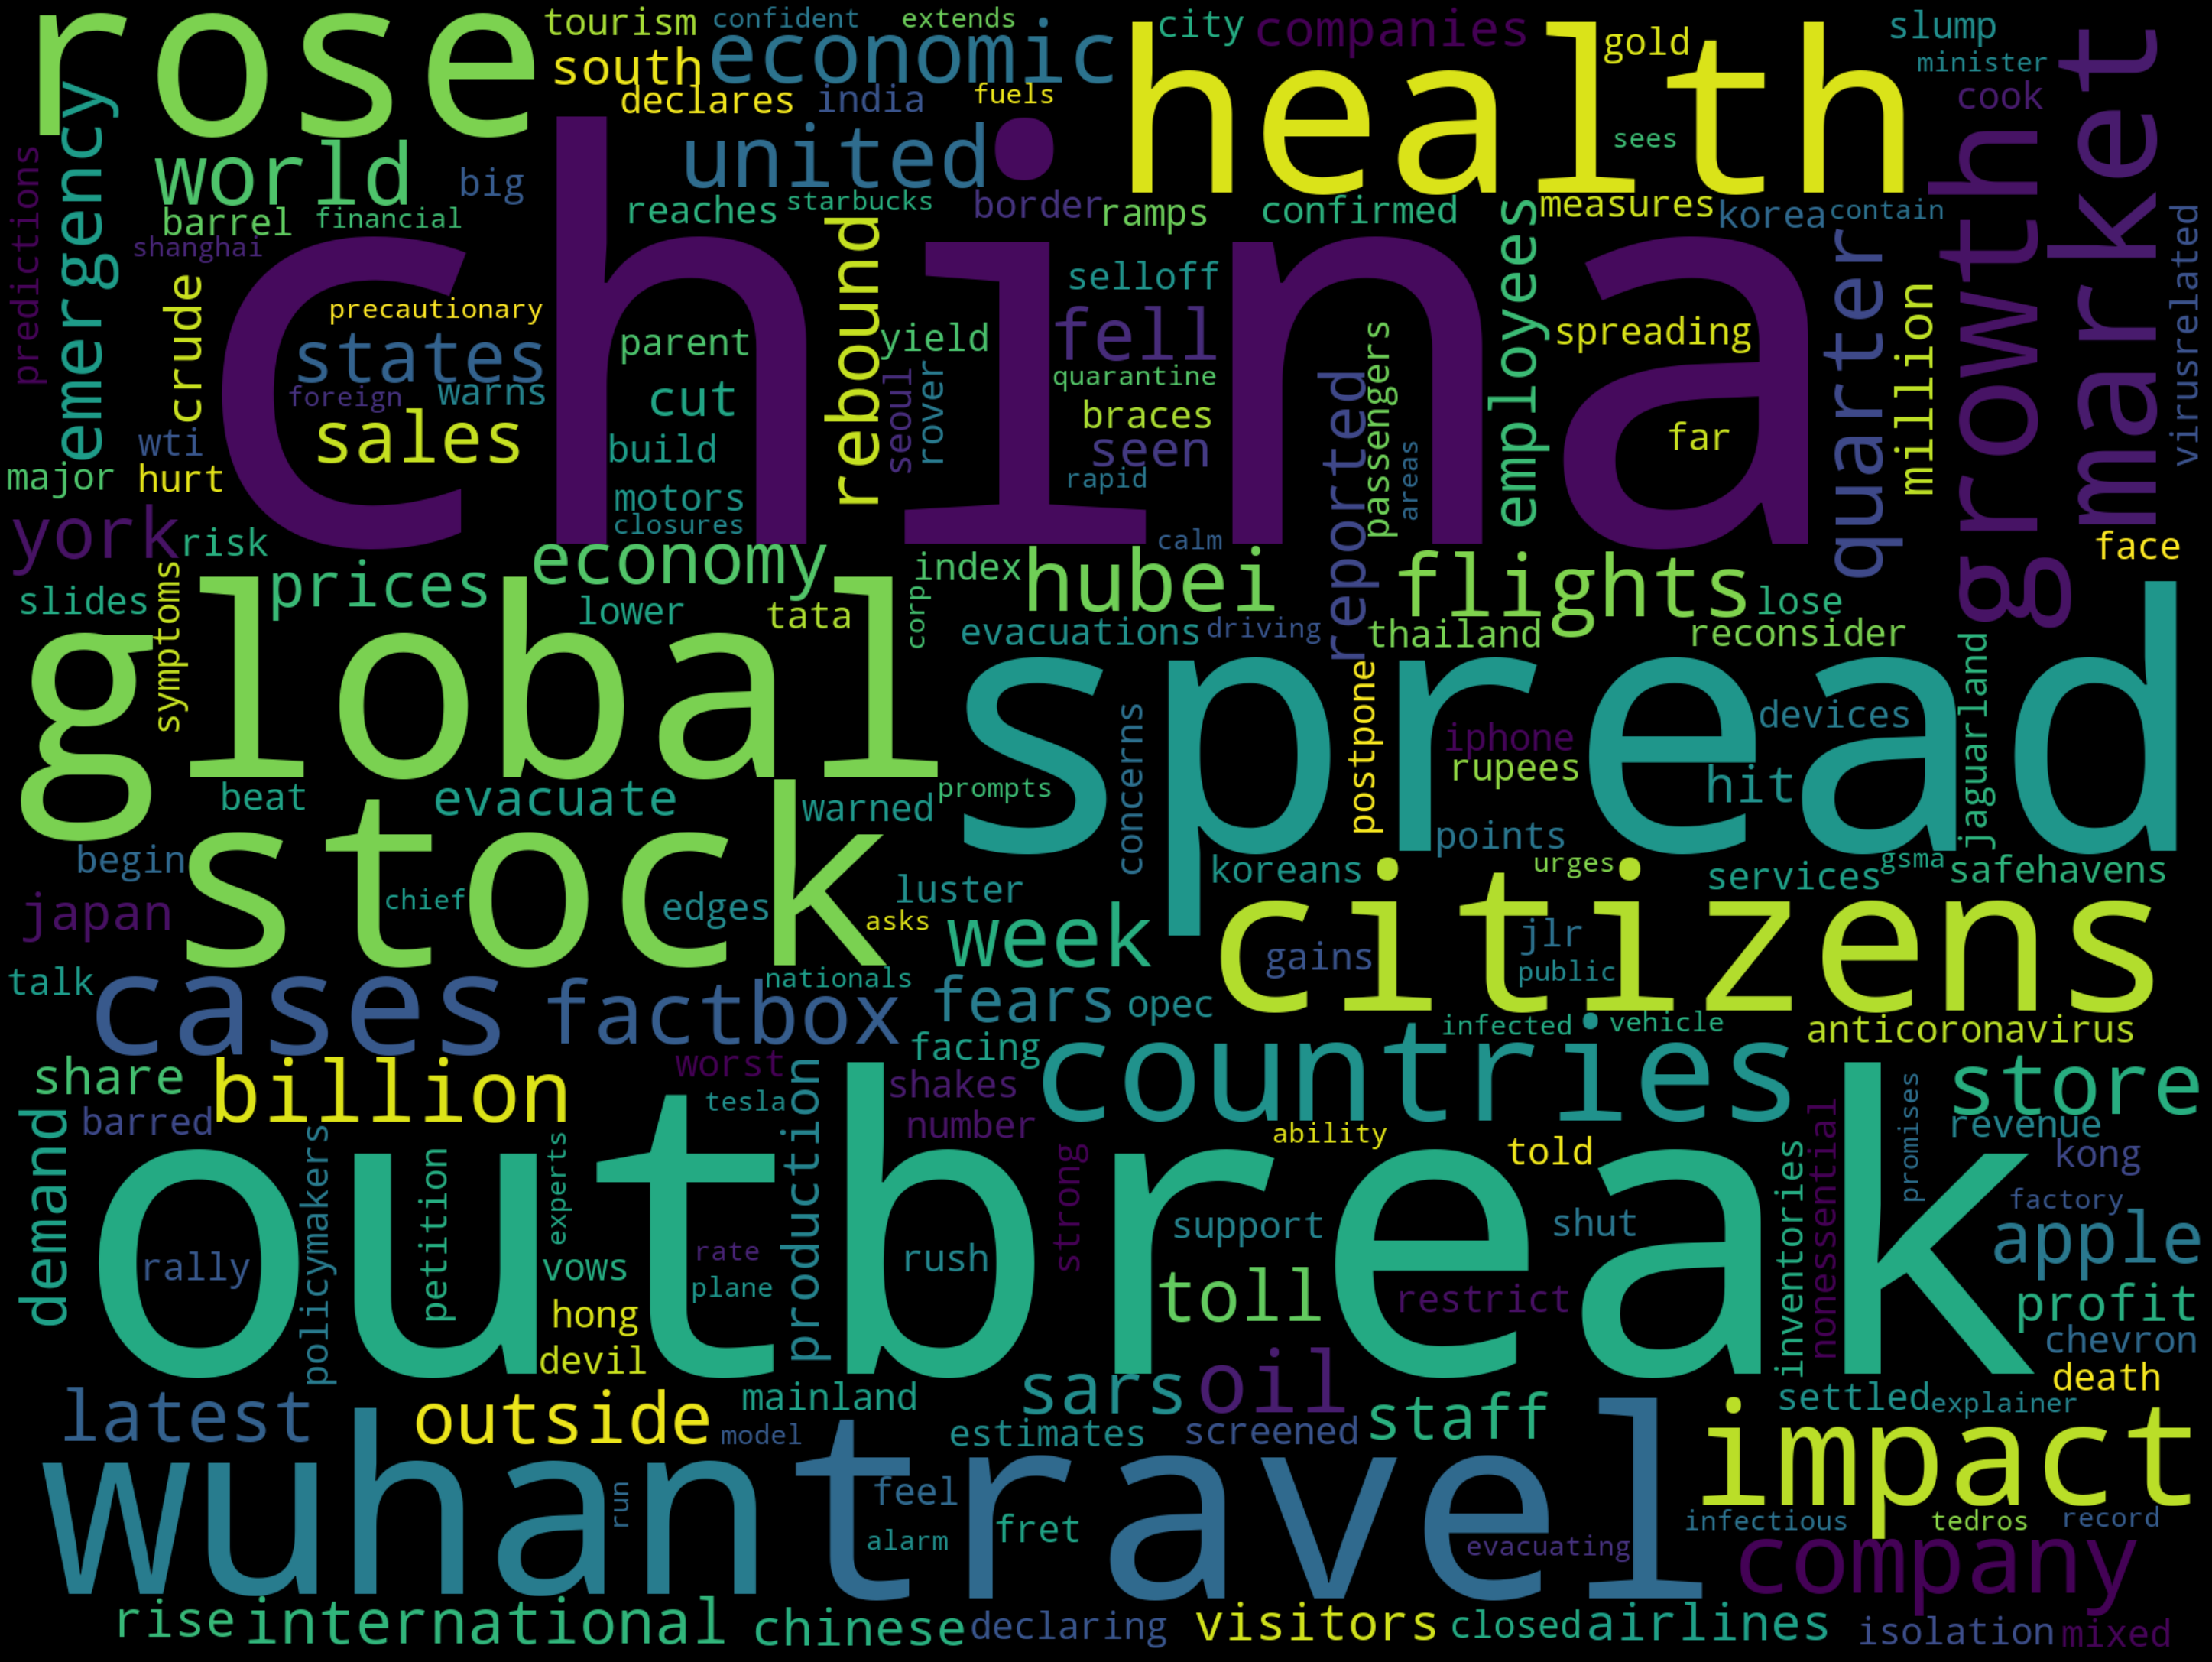 rose
tourism
confident
extends
economic
city
companies
gold
slump
minister
south
declares
india
fuels
health
sees
cook
market
growth
emergency
world
big
united
predictions
barrel
financial
shanghai
reaches
starbucks
border
ramps
confirmed
measures
korea
contain
china
crude
precautionary
states
foreign
warns
sales
parent
cut
build
motors
closures
rebound
yield
seoul
rover
selloff
fell
quarantine
braces
seen
rapid
calm
reported
passengers
areas
employees
spreading
far
quarter
million
virusrelated
wti
major
hurt
york
risk
face
economy
prices
index
hubei
flights
lose
slides
symptoms
lower
tata
corp
evacuations
driving
thailand
reconsider
global
spread
postpone
concerns
iphone
rupees
devices
hit
jaguarland
beat
evacuate
warned
prompts
points
stock
begin
chief
edges
luster
asks
koreans
urges
services
gsma
safehavens
japan
week
citizens
gains
jlr
public
talk
cases
factbox
nationals
fears
opec
infected
vehicle
anticoronavirus
share
billion
worst
facing
shakes
countries
store
barred
tesla
production
number
ability
told
revenue
promises
demand
outbreak
policymakers
petition
experts
strong
inventories
nonessential
kong
factory
rally
vows
rate
plane
rush
support
shut
apple
hong
devil
toll
restrict
profit
chevron
death
latest
outside
mainland
model
sars
oil
estimates
screened
staff
settled
explainer
impact
wuhan
travel
run
feel
alarm
fret
evacuating
infectious
tedros
record
company
rise
international
chinese
declaring
visitors
closed
airlines
isolation
mixed